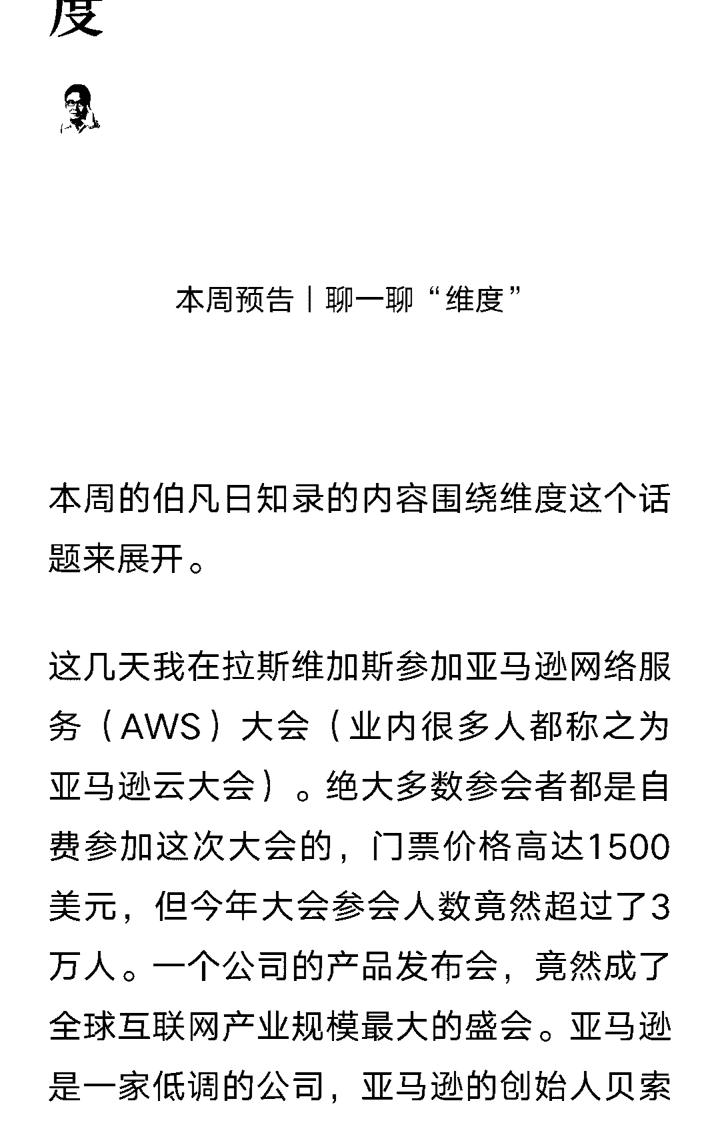 度
本周预告 | 聊一聊“维度”
本周的伯凡日知录的内容围绕维度这个话
题来展开。
这几天我在拉斯维加斯参加亚马逊网络服
务（AWS）大会（业内很多人都称之为
亚马逊云大会）。绝大多数参会者都是自
费参加这次大会的，门票价格高达1500
美元，但今年大会参会人数竟然超过了3
万人。一个公司的产品发布会，竟然成了
全球互联网产业规模最大的盛会。亚马逊
是一家低调的公司，亚马逊的创始人贝索